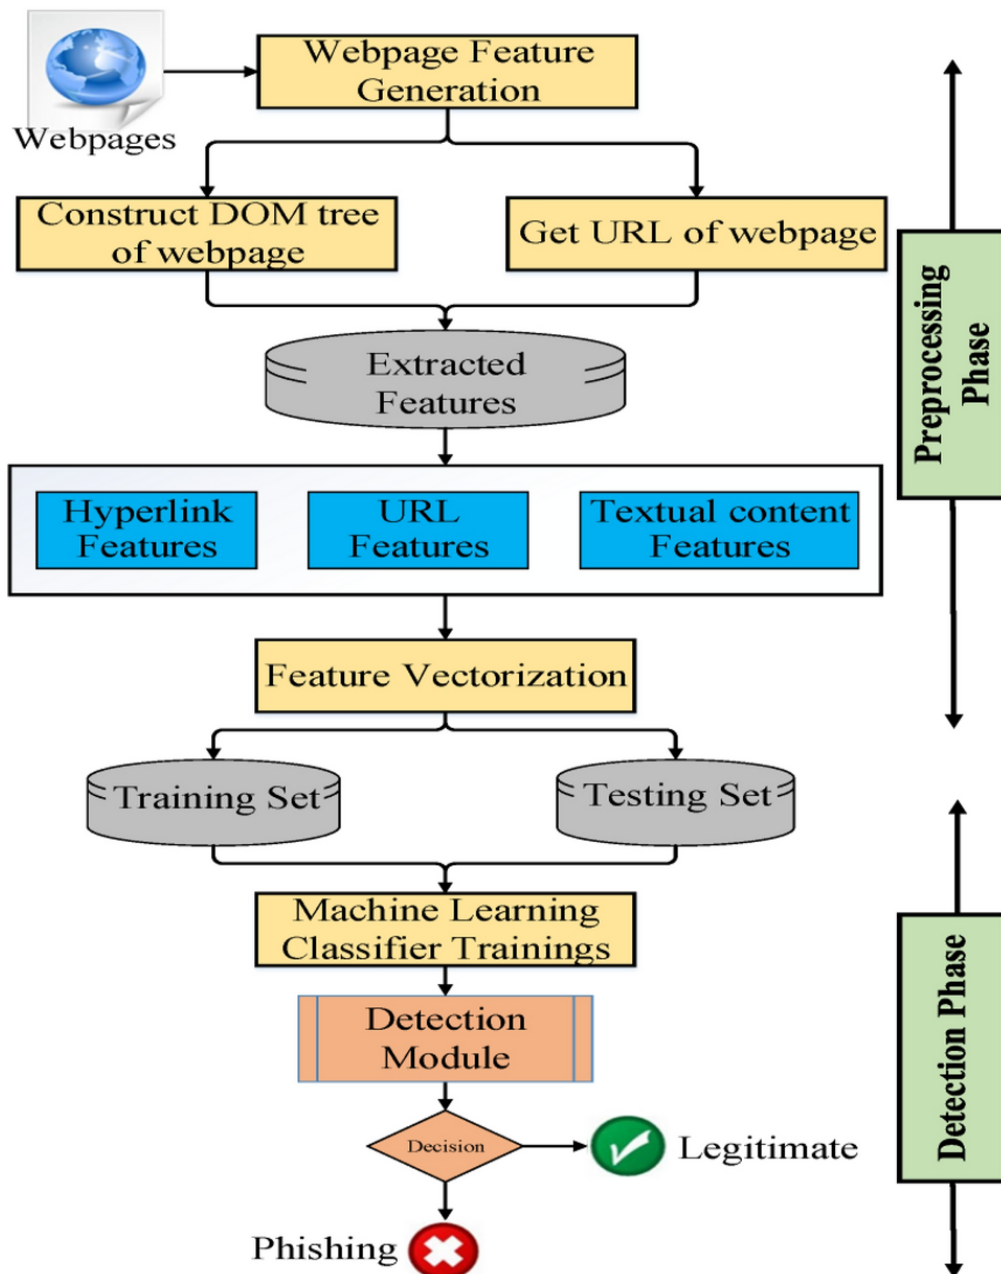 Webpage Feature
Generation
Webpages
Construct DOM tree
of webpage
Get URL of webpage
Extracted
Features
Hyperlink
Features
URL
Features
Textual content
Features
Feature Vectorization
Training Set
Testing Set
Machine Learning
Classifier Trainings
Detection
Module
Decision
Legitimate
Phishing
Preprocessing
Phase
Detection Phase